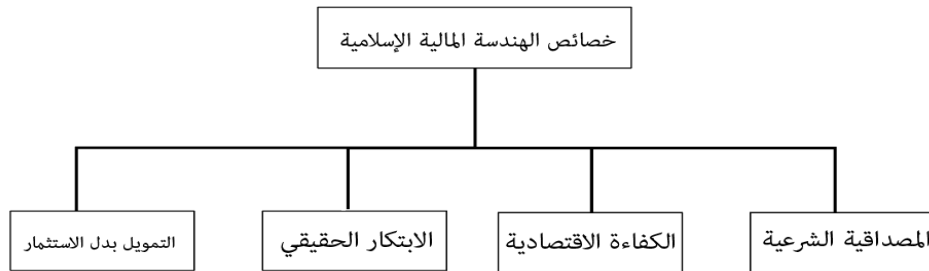 خصائص الهندسة المالية الإسلامية
المصداقية الشرعية
الكفاءة الاقتصادية
الابتكار الحقيقي
التمويل بدل الاستثمار